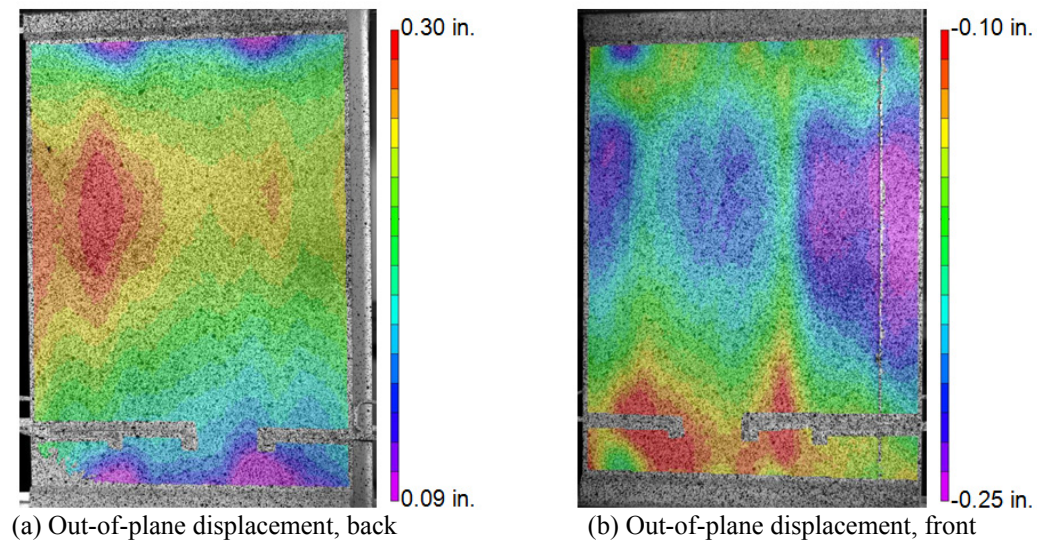 0.30 in.
0.09 in.
(a) Out-of-plane displacement, back
-0.10 in.
-0.25 in.
(b) Out-of-plane displacement, front